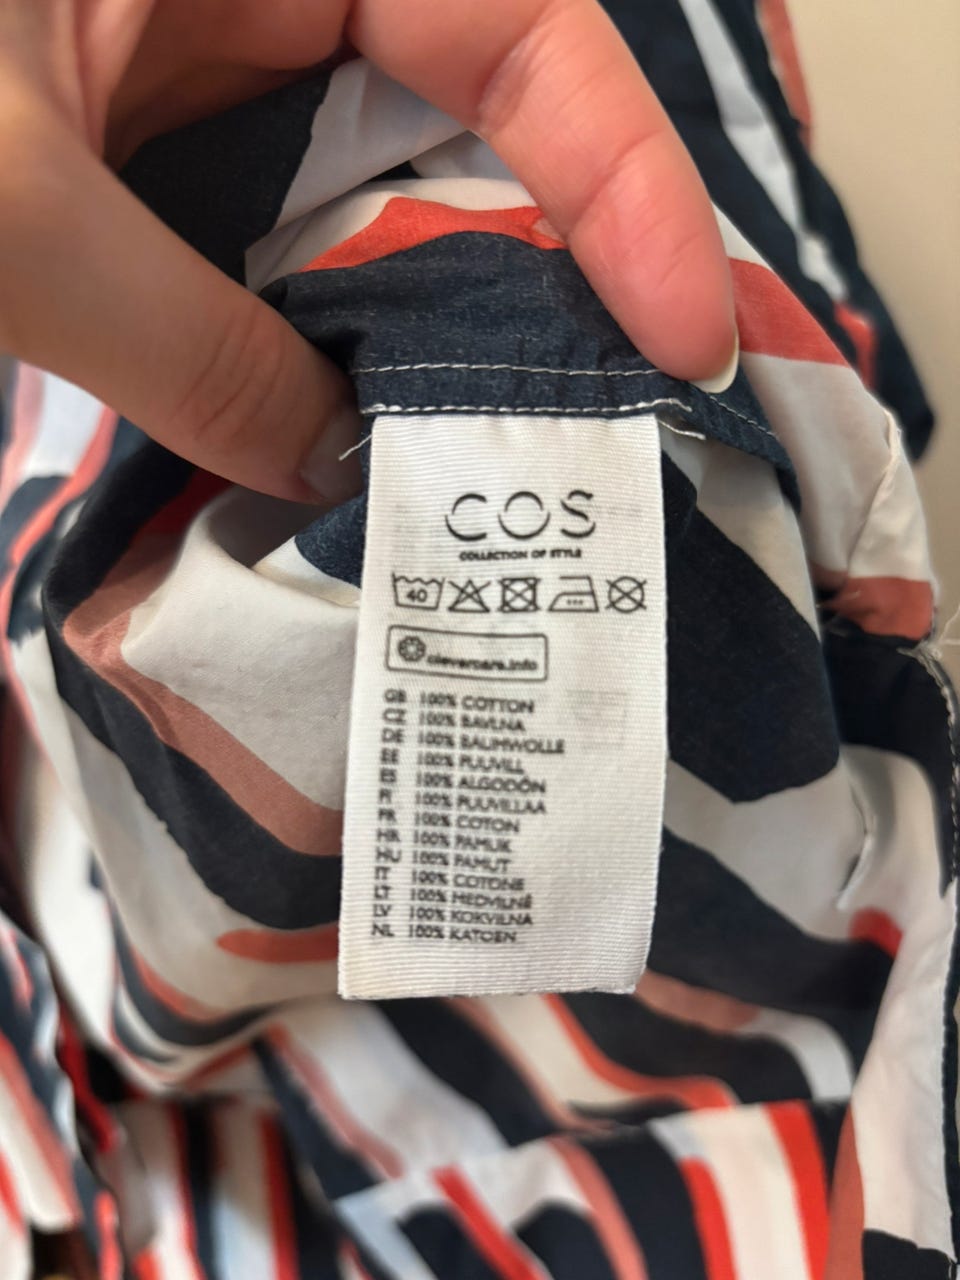 COS
COLLECTION OF STYLE
40
clevercare.info
GB 100% COTTON
CZ 100% BAVLNA
DE 100% BAUMWOLLE
EE 100% PUUVILL
ES 100% ALGODÓN
FI 100% PUUVILLAA
FR 100% COTON
HR 100% PAMUK
HU 100% PAMUT
IT 100% COTONE
LT 100% MEDVILNĖ
LV 100% KOKVILNA
NL 100% KATOEN